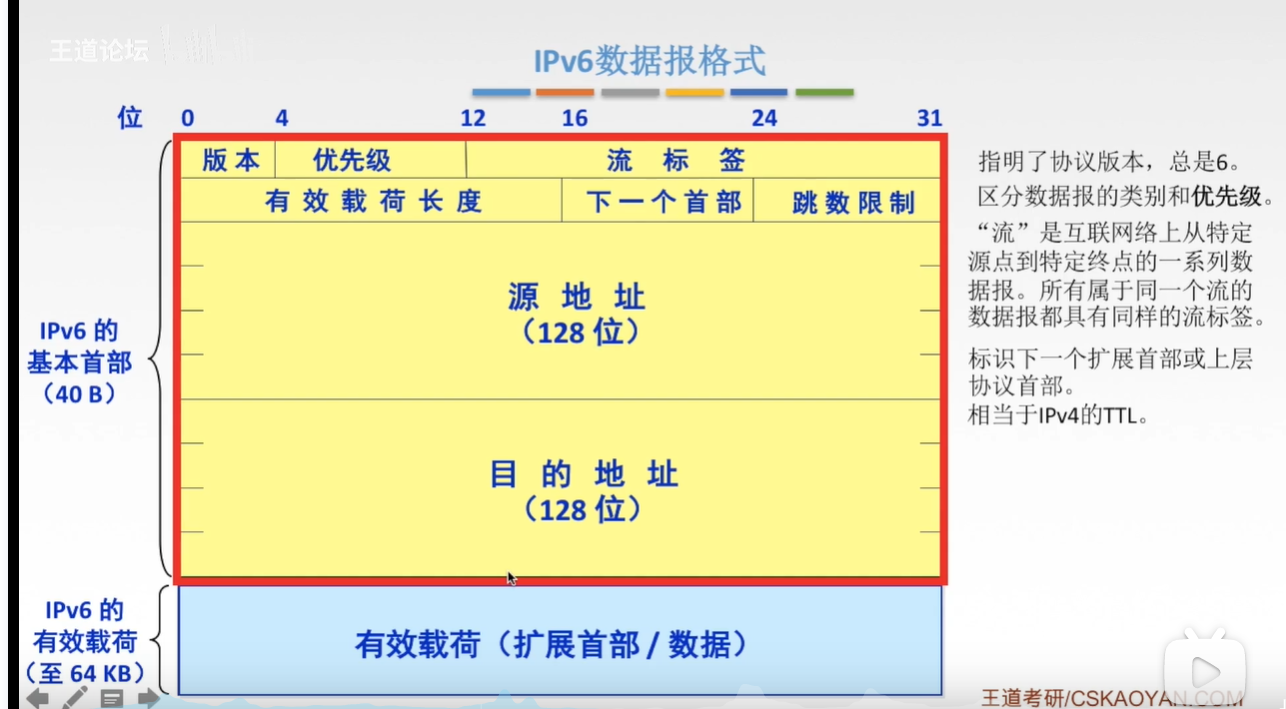 王道论坛
IPv6数据报格式
位 0 4 12 16 24 31
版本 优先级 流标签
有效载荷长度 下一个首部 跳数限制
源地址
（128 位）
目的地址
（128 位）
IPv6 的
基本首部
（40 B）
IPv6 的
有效载荷
（至 64 KB）
有效载荷（扩展首部 / 数据）
指明了协议版本，总是6。
区分数据报的类别和优先级。
“流”是互联网络上从特定
源点到特定终点的一系列数
据报。所有属于同一个流的
数据报都具有同样的流标签。
标识下一个扩展首部或上层
协议首部。
相当于IPv4的TTL。
王道考研/CSKAOYAN.COM